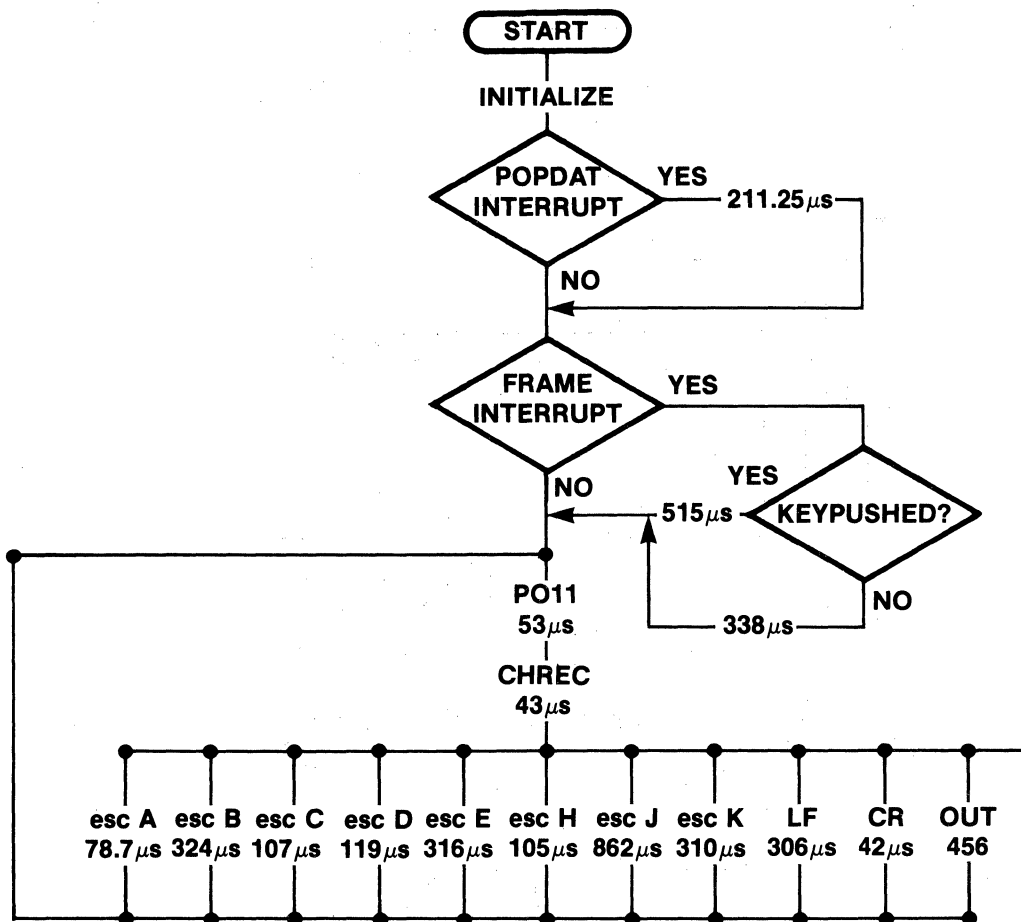 START
INITIALIZE
POPDAT
INTERRUPT
YES
211.25μs
NO
FRAME
INTERRUPT
YES
NO
YES
KEYPUSHED?
515μs
NO
338μs
PO11
53μs
CHREC
43μs
esc A esc B esc C esc D esc E esc H esc J esc K LF CR OUT
78.7μs 324μs 107μs 119μs 316μs 105μs 862μs 310μs 306μs 42μs 456